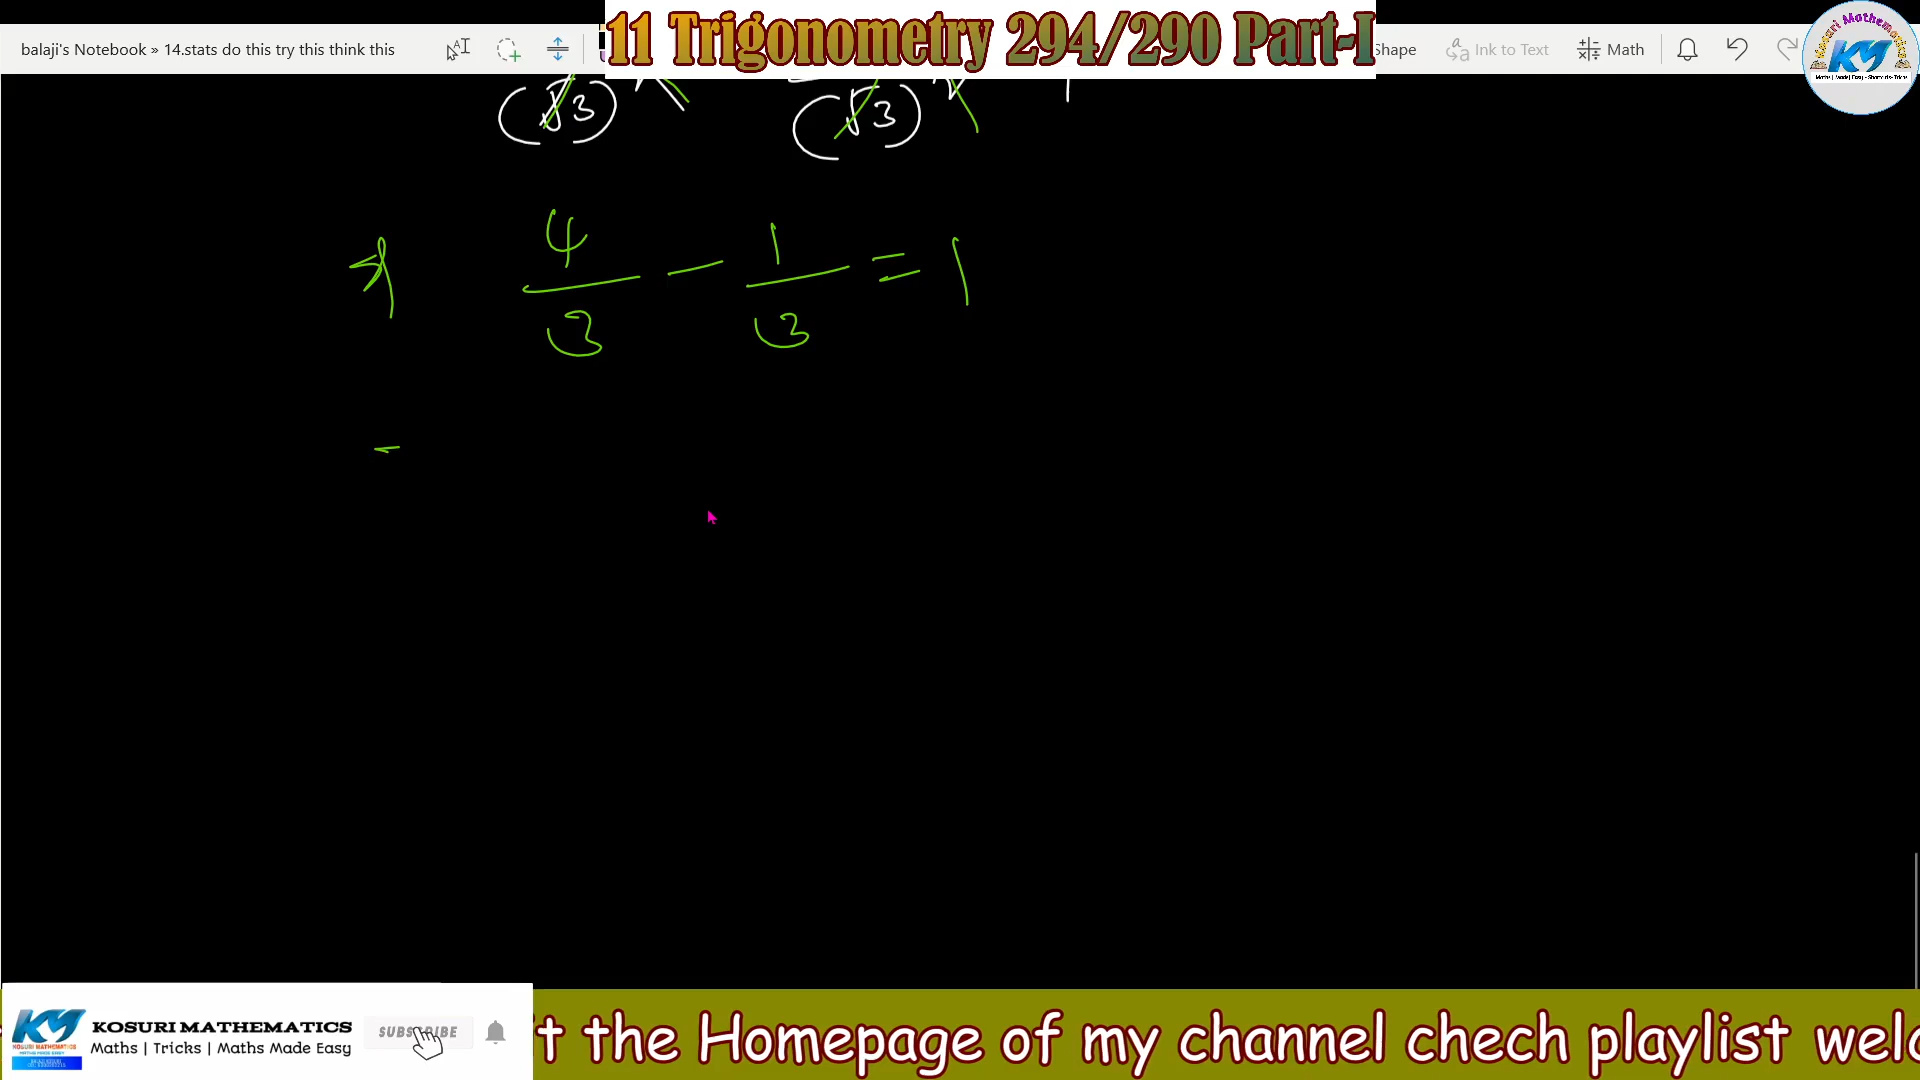 11 Trigonometry 294/290 Part-I
balaji's Notebook » 14.stats do this try this think this
Shape
Ink to Text
Math
(√3) (√3)
⇒ 4/3 - 1/3 = 1
KOSURI MATHEMATICS
Maths | Tricks | Maths Made Easy
SUBSCRIBE
't the Homepage of my channel chech playlist welc